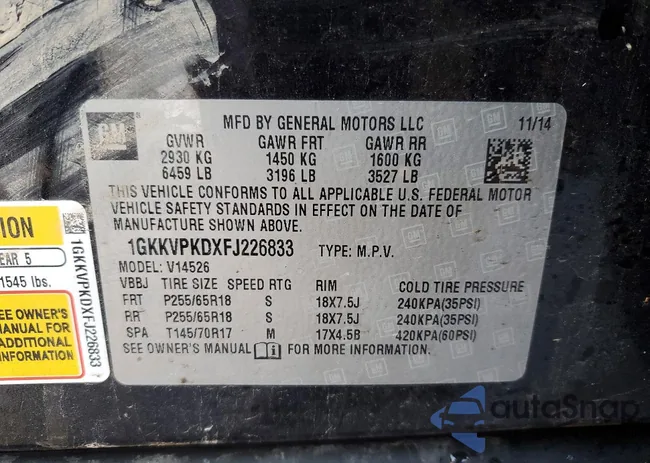 GM
MFD BY GENERAL MOTORS LLC 11/14
GVWR GAWR FRT GAWR RR
2930 KG 1450 KG 1600 KG
6459 LB 3196 LB 3527 LB
THIS VEHICLE CONFORMS TO ALL APPLICABLE U.S. FEDERAL MOTOR
VEHICLE SAFETY STANDARDS IN EFFECT ON THE DATE OF
MANUFACTURE SHOWN ABOVE.
1GKKVPKDXFJ226833 TYPE: M.P.V.
MODEL: V14526
VBBJ TIRE SIZE SPEED RTG RIM COLD TIRE PRESSURE
FRT P255/65R18 S 18X7.5J 240KPA(35PSI)
RR P255/65R18 S 18X7.5J 240KPA(35PSI)
SPA T145/70R17 M 17X4.5B 420KPA(60PSI)
SEE OWNER'S MANUAL i FOR MORE INFORMATION.
ION
EAR 5
1545 lbs.
SEE OWNER'S
MANUAL FOR
ADDITIONAL
INFORMATION
1GKKVPKDXFJ226833
autoSnap